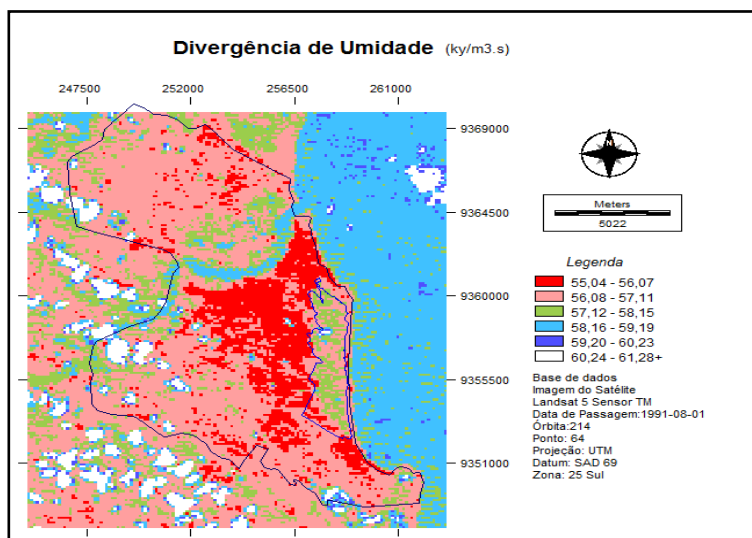 Divergência de Umidade (ky/m3.s)
247500 252000 256500 261000
9369000
9364500
9360000
9355500
9351000
N
Meters
5022
Legenda
55,04 - 56,07
56,08 - 57,11
57,12 - 58,15
58,16 - 59,19
59,20 - 60,23
60,24 - 61,28+
Base de dados
Imagem do Satélite
Landsat 5 Sensor TM
Data de Passagem:1991-08-01
Órbita:214
Ponto: 64
Projeção: UTM
Datum: SAD 69
Zona: 25 Sul